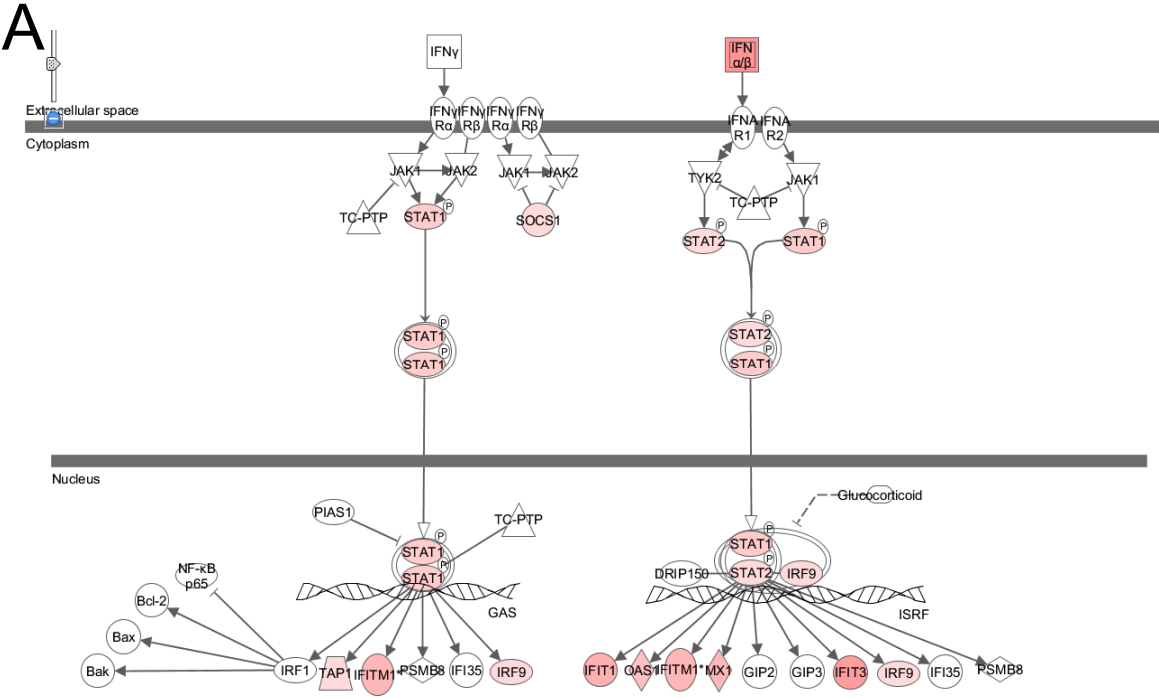 A
IFNγ
IFN
α/β
Extracellular space
IFNγ
Rα
IFNγ
Rβ
IFNγ
Rα
IFNγ
Rβ
IFNA
R1
IFNA
R2
Cytoplasm
JAK1
JAK2
JAK1
JAK2
TYK2
JAK1
TC-PTP
STAT1
P
SOCS1
TC-PTP
STAT2
P
STAT1
P
STAT1
P
STAT1
P
STAT2
P
STAT1
P
Nucleus
Glucocorticoid
PIAS1
TC-PTP
STAT1
P
STAT1
P
STAT1
P
STAT2
P
IRF9
DRIP150
NF-κB
p65
Bcl-2
GAS
ISRF
Bax
Bak
IRF1
TAP1
IFITM1*
PSMB8
IFI35
IRF9
IFIT1
OAS1
IFITM1*
MX1
GIP2
GIP3
IFIT3
IRF9
IFI35
PSMB8